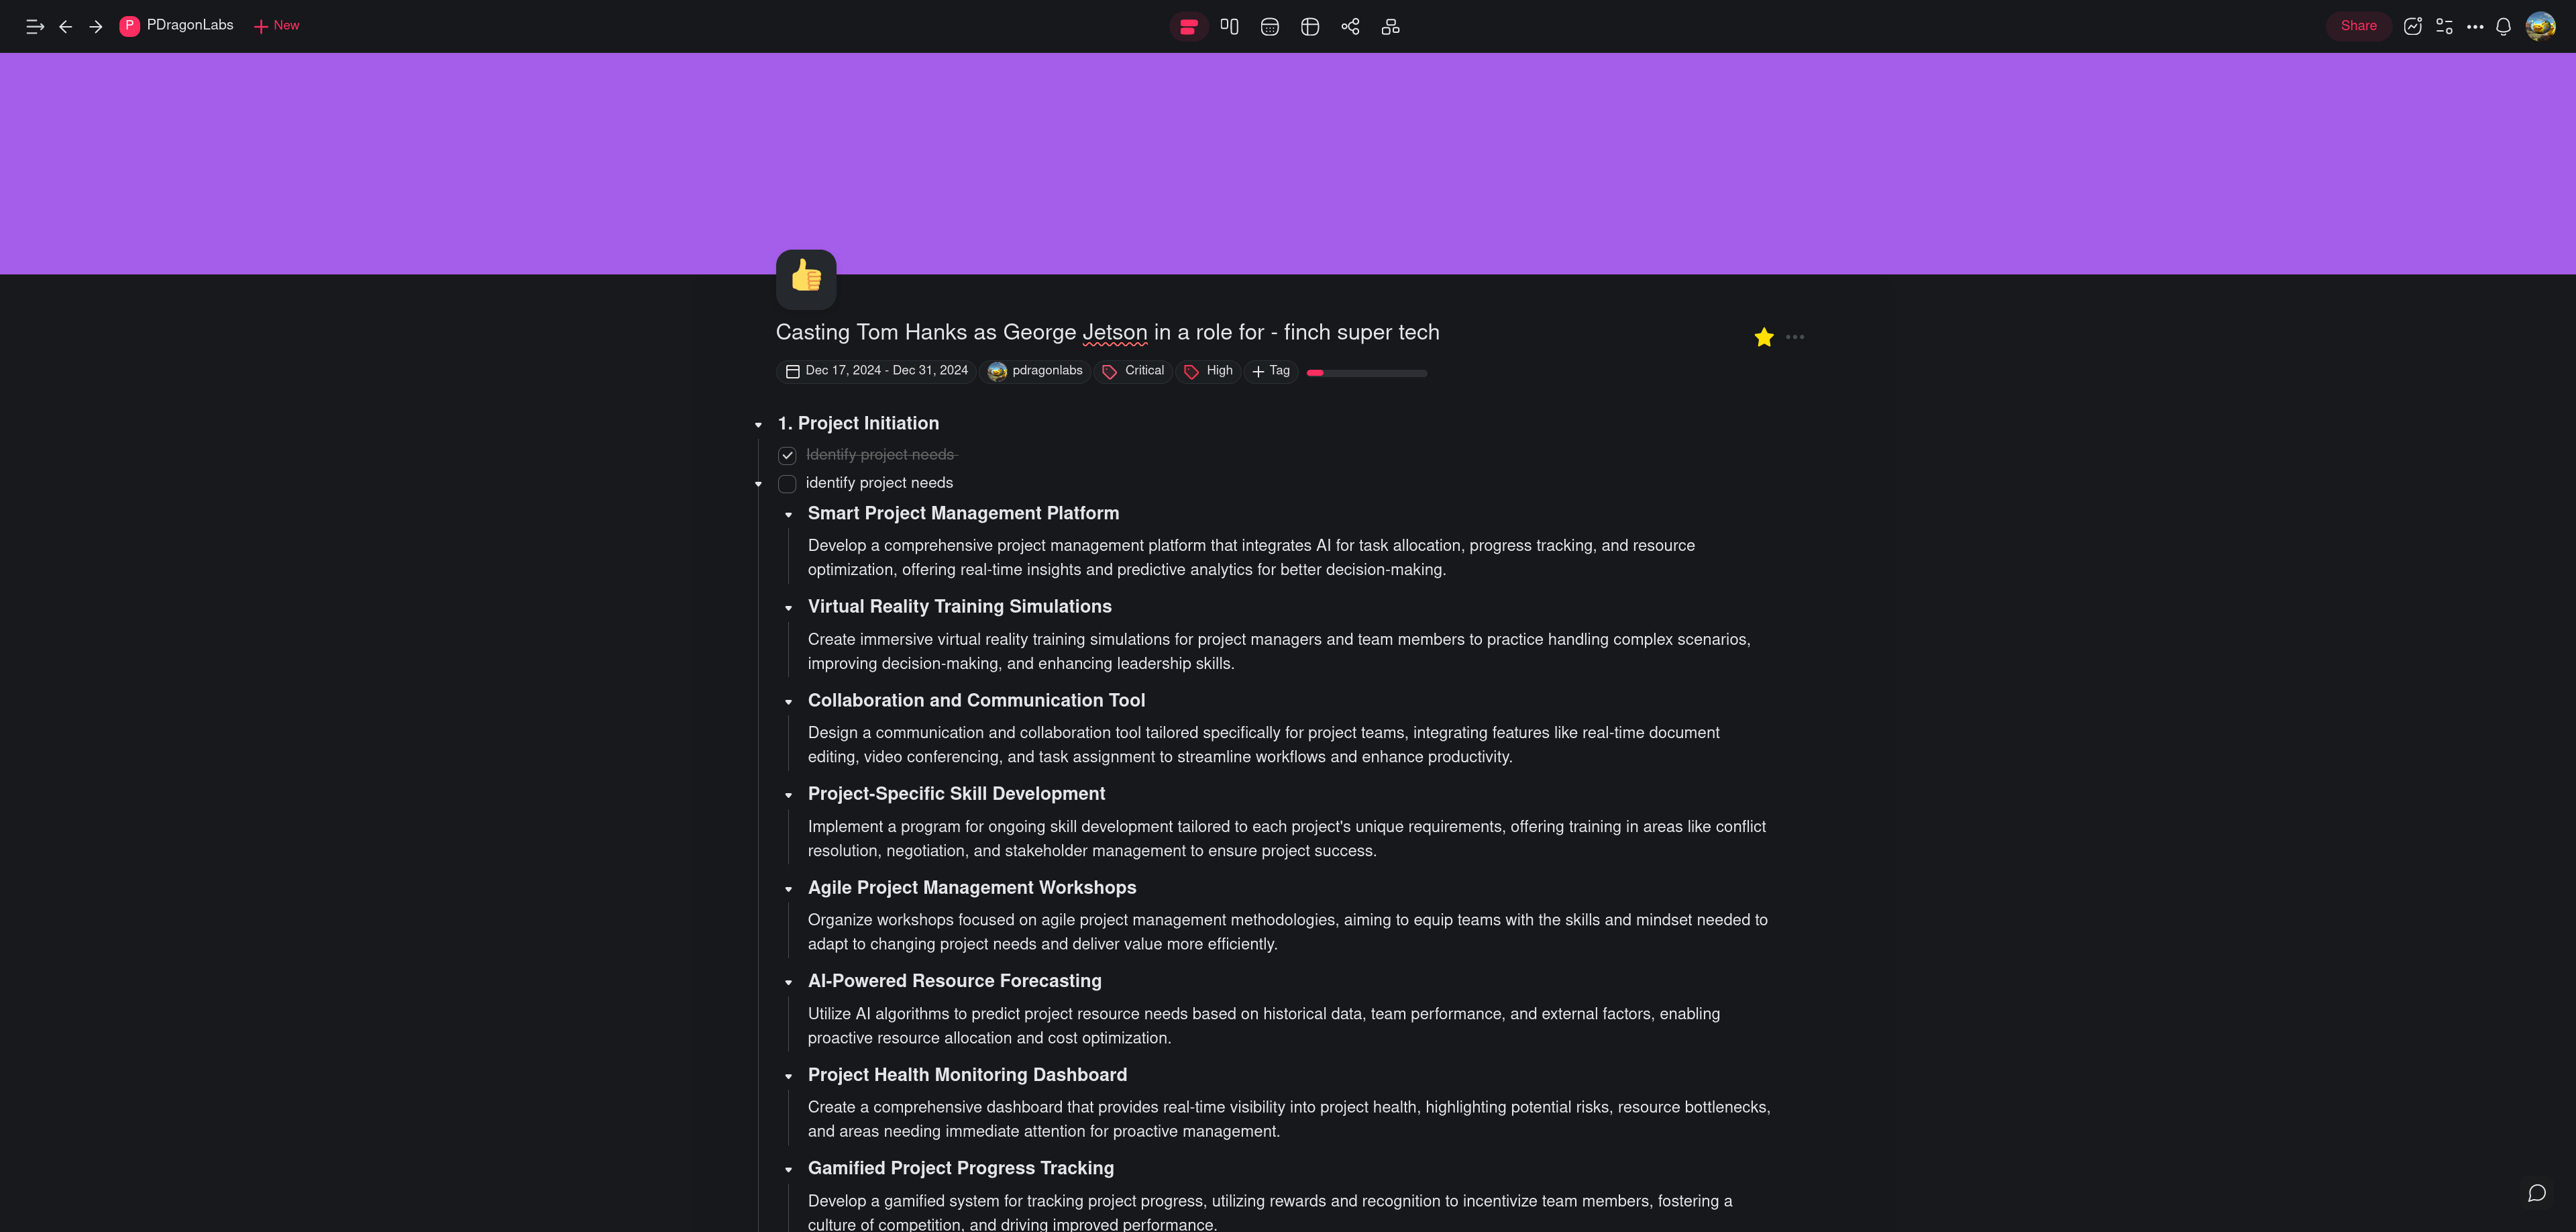 P PDragonLabs + New Share
Casting Tom Hanks as George Jetson in a role for - finch super tech
Dec 17, 2024 - Dec 31, 2024 pdragonlabs Critical High + Tag
1. Project Initiation
Identify project needs
identify project needs
Smart Project Management Platform
Develop a comprehensive project management platform that integrates AI for task allocation, progress tracking, and resource
optimization, offering real-time insights and predictive analytics for better decision-making.
Virtual Reality Training Simulations
Create immersive virtual reality training simulations for project managers and team members to practice handling complex scenarios,
improving decision-making, and enhancing leadership skills.
Collaboration and Communication Tool
Design a communication and collaboration tool tailored specifically for project teams, integrating features like real-time document
editing, video conferencing, and task assignment to streamline workflows and enhance productivity.
Project-Specific Skill Development
Implement a program for ongoing skill development tailored to each project's unique requirements, offering training in areas like conflict
resolution, negotiation, and stakeholder management to ensure project success.
Agile Project Management Workshops
Organize workshops focused on agile project management methodologies, aiming to equip teams with the skills and mindset needed to
adapt to changing project needs and deliver value more efficiently.
AI-Powered Resource Forecasting
Utilize AI algorithms to predict project resource needs based on historical data, team performance, and external factors, enabling
proactive resource allocation and cost optimization.
Project Health Monitoring Dashboard
Create a comprehensive dashboard that provides real-time visibility into project health, highlighting potential risks, resource bottlenecks,
and areas needing immediate attention for proactive management.
Gamified Project Progress Tracking
Develop a gamified system for tracking project progress, utilizing rewards and recognition to incentivize team members, fostering a
culture of competition, and driving improved performance.